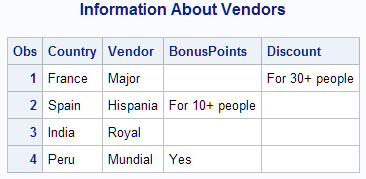 Information About Vendors
Obs Country Vendor BonusPoints Discount
1 France Major For 30+ people
2 Spain Hispania For 10+ people
3 India Royal
4 Peru Mundial Yes